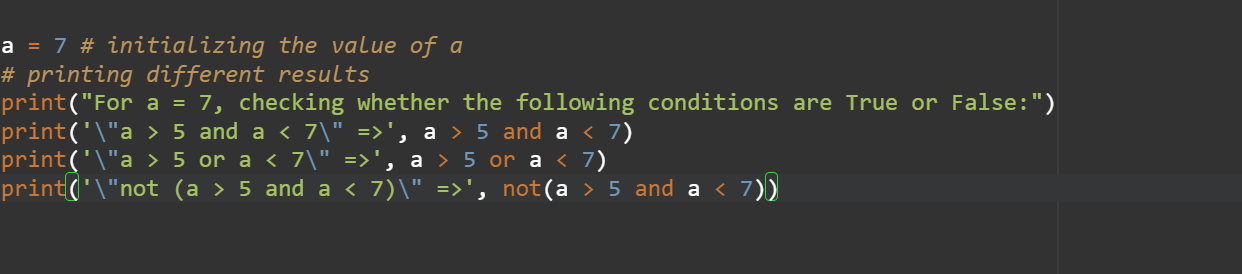 a = 7 # initializing the value of a
# printing different results
print("For a = 7, checking whether the following conditions are True or False:")
print('\"a > 5 and a < 7\" =>', a > 5 and a < 7)
print('\"a > 5 or a < 7\" =>', a > 5 or a < 7)
print('\"not (a > 5 and a < 7)\" =>', not(a > 5 and a < 7))